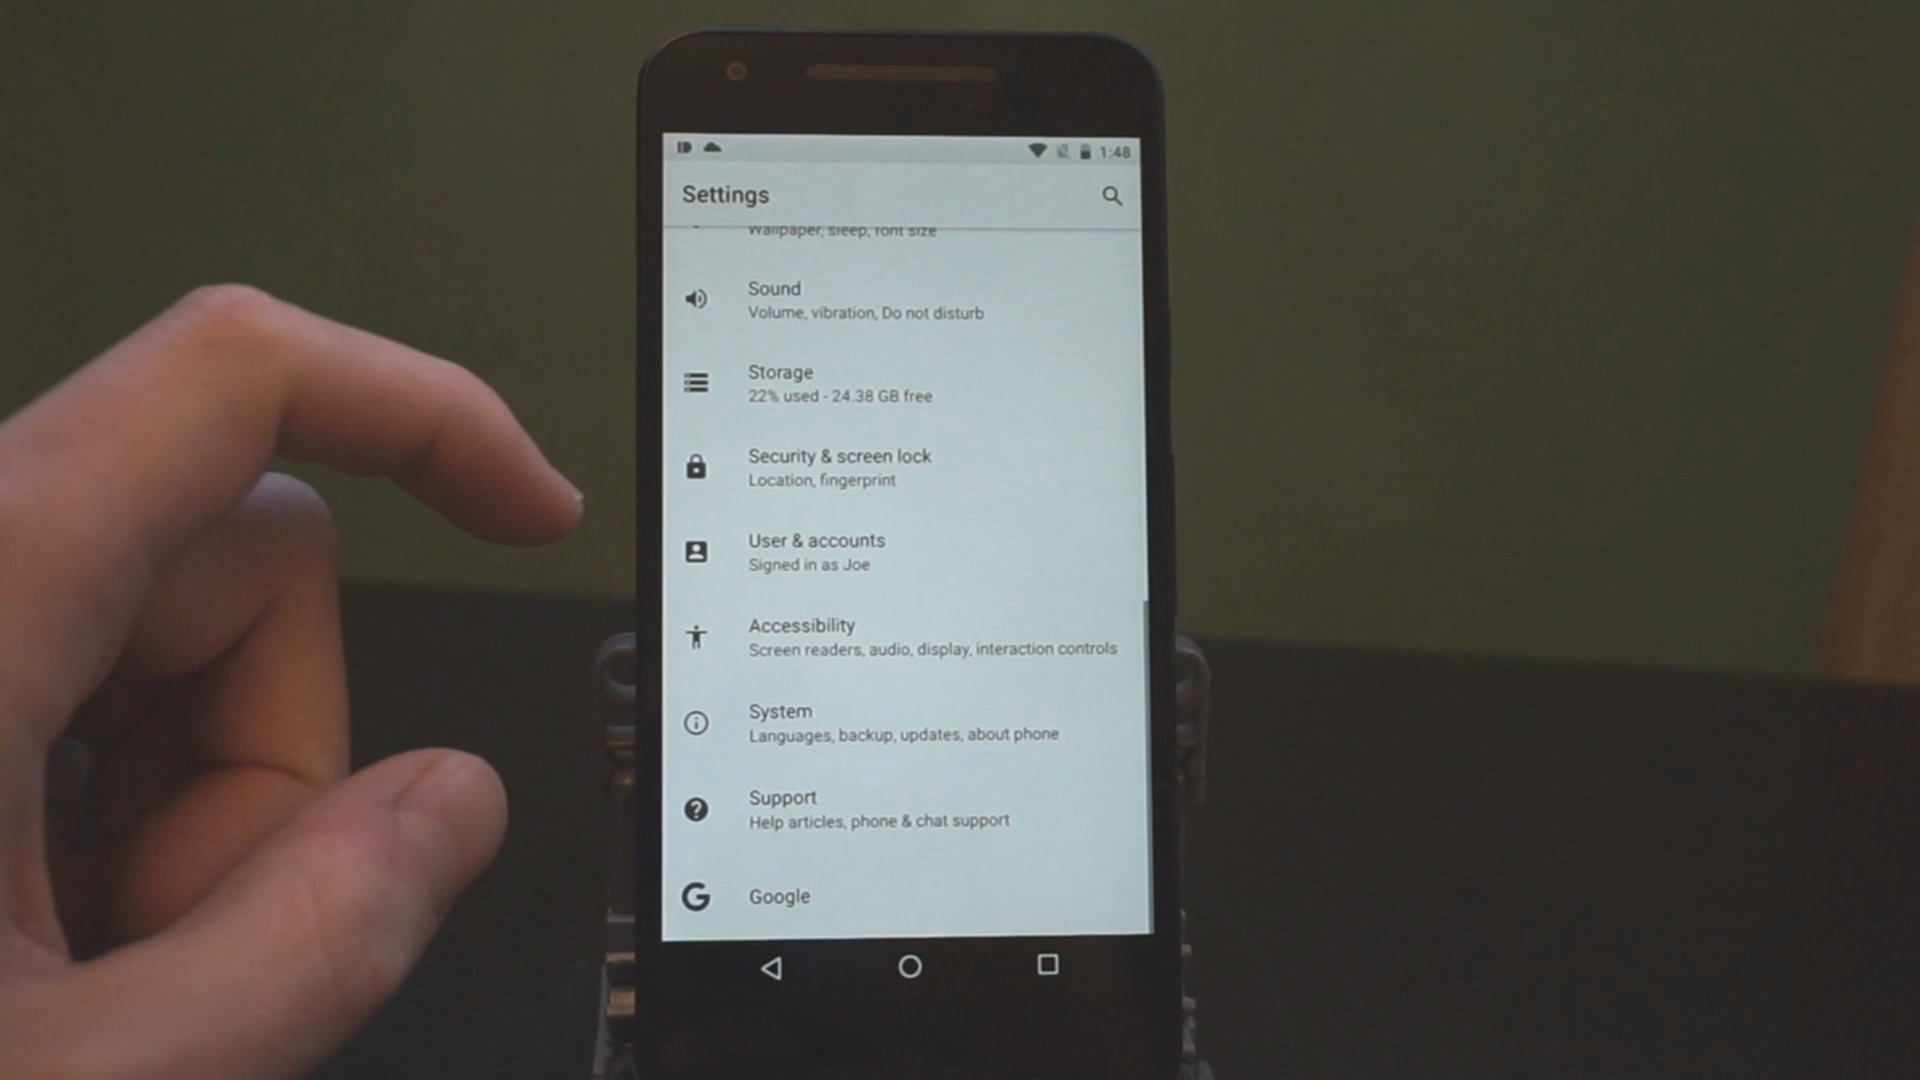 1:48
Settings
Wallpaper, sleep, font size
Sound
Volume, vibration, Do not disturb
Storage
22% used - 24.38 GB free
Security & screen lock
Location, fingerprint
User & accounts
Signed in as Joe
Accessibility
Screen readers, audio, display, interaction controls
System
Languages, backup, updates, about phone
Support
Help articles, phone & chat support
G Google